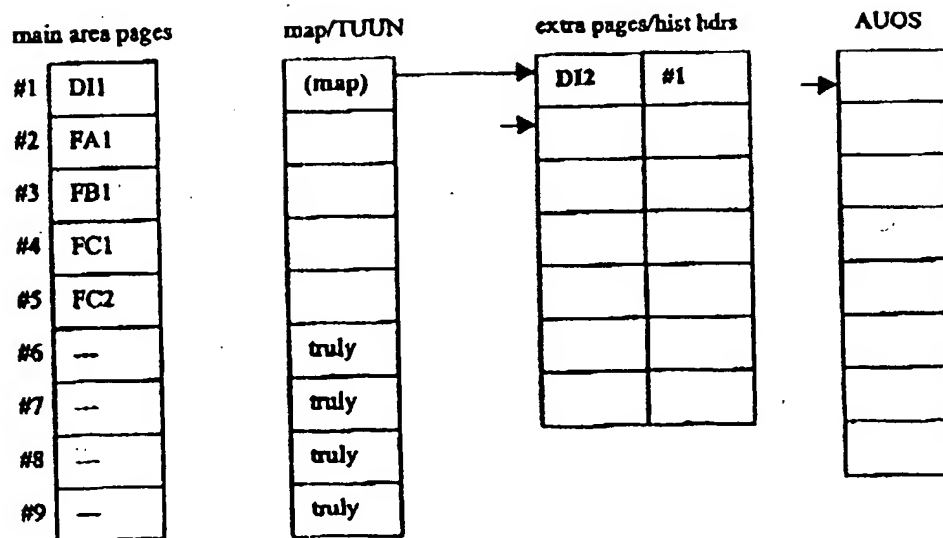 main area pages map/TUUN extra pages/hist hdrs AUOS
#1 DI1 (map) DI2 #1
#2 FA1
#3 FB1
#4 FC1
#5 FC2
#6 — truly
#7 — truly
#8 — truly
#9 — truly